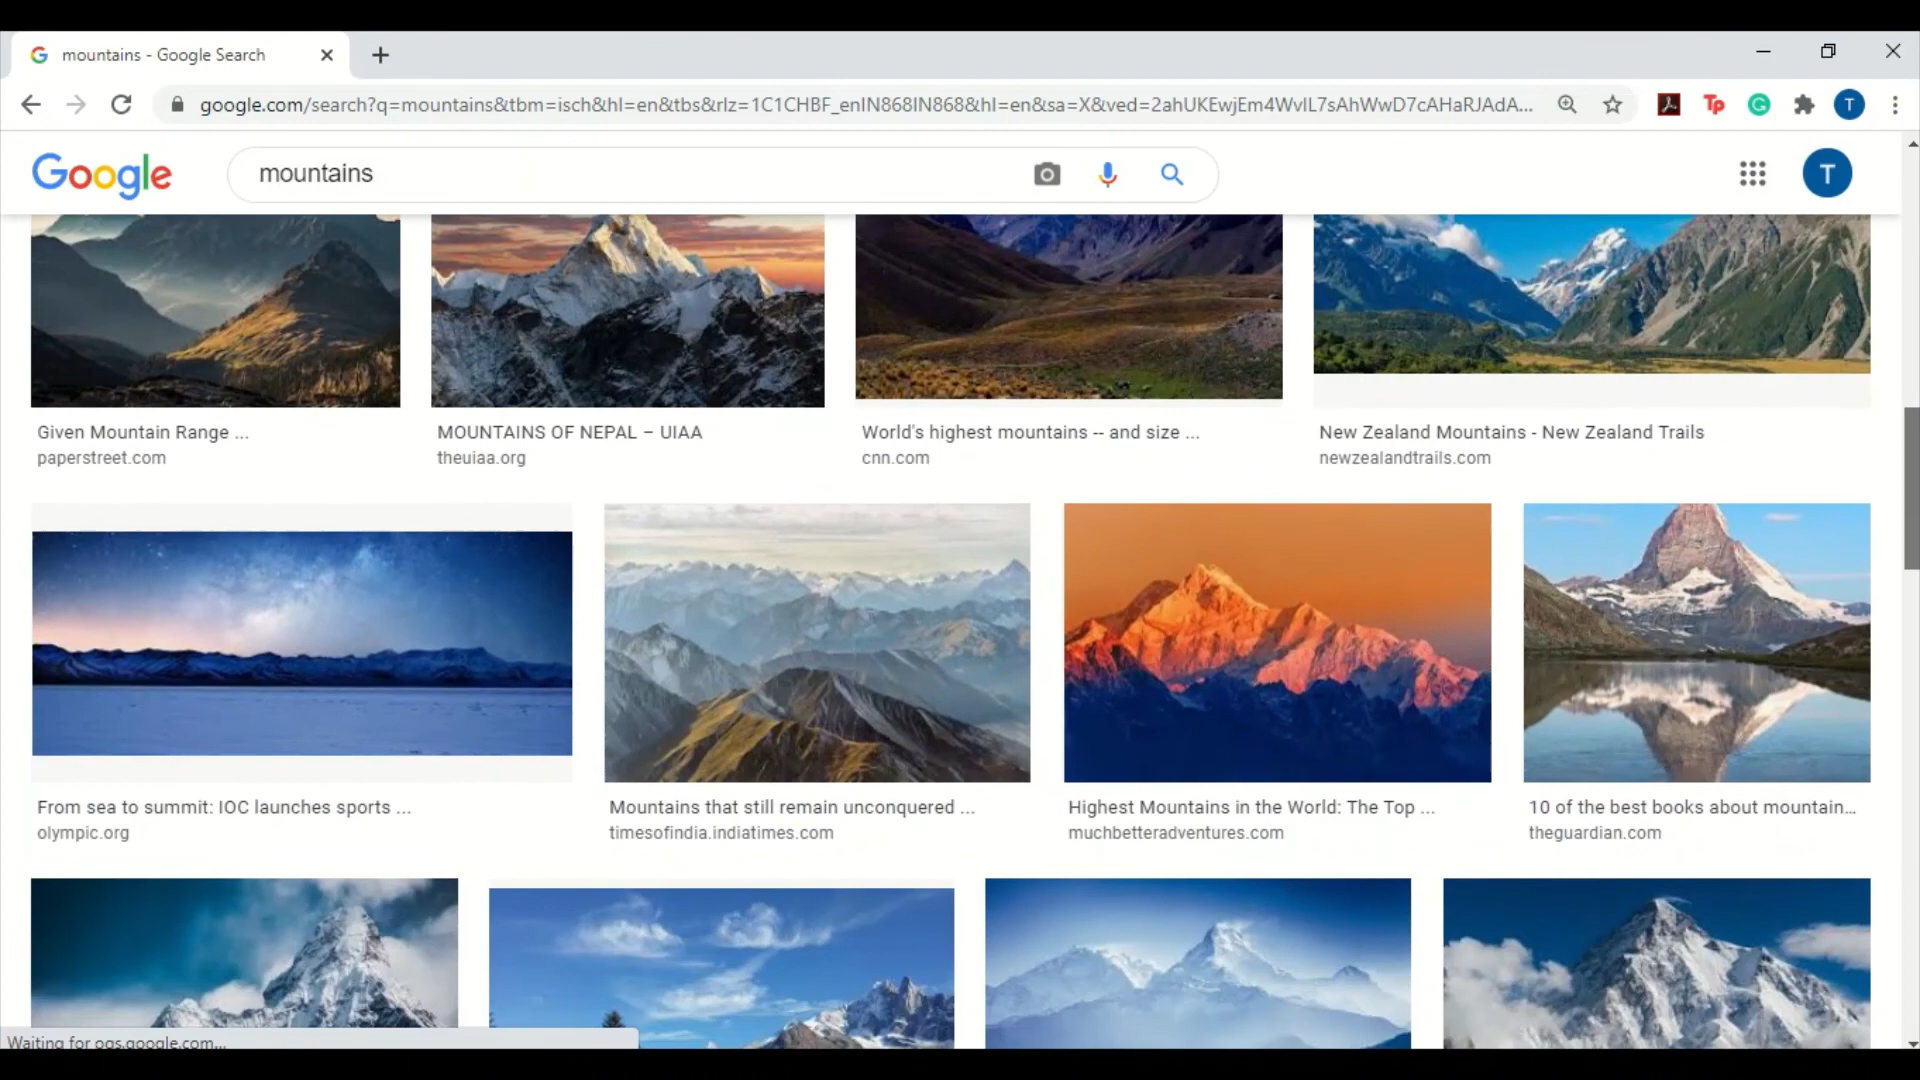 mountains - Google Search
google.com/search?q=mountains&tbm=isch&hl=en&tbs&rlz=1C1CHBF_enIN868IN868&hl=en&sa=X&ved=2ahUKEwjEm4WvIL7sAhWwD7cAHaRJAdA...
Tp
T
Google
mountains
T
Given Mountain Range ...
paperstreet.com
MOUNTAINS OF NEPAL – UIAA
theuiaa.org
World's highest mountains -- and size ...
cnn.com
New Zealand Mountains - New Zealand Trails
newzealandtrails.com
From sea to summit: IOC launches sports ...
olympic.org
Mountains that still remain unconquered ...
timesofindia.indiatimes.com
Highest Mountains in the World: The Top ...
muchbetteradventures.com
10 of the best books about mountain...
theguardian.com
Waiting for ogs.google.com...